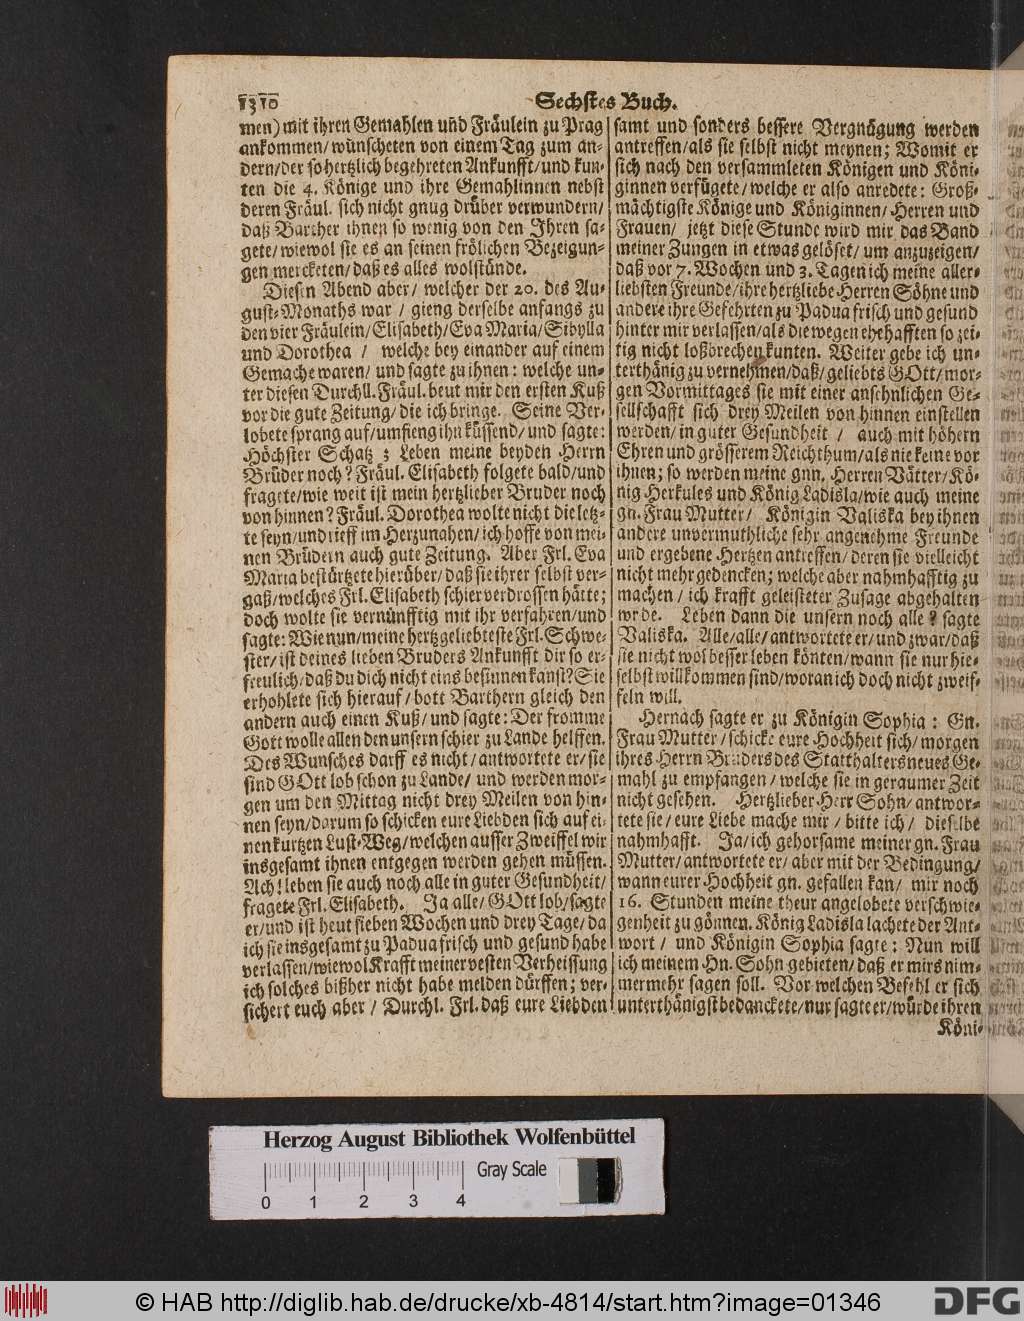 1310
Sechstes Buch.
men) mit ihren Gemahlen uñd Fräulein zu Prag
ankommen/ wünscheten von einem Tag zum an-
dern/ der so hertzlich begehreten Ankunfft/ und kun-
ten die 4. Könige und ihre Gemahlinnen nebst
deren Fräul. sich nicht gnug drüber verwundern/
daß Barther ihnen so wenig von den Ihren sa-
gete/ wiewol sie es an seinen frölichen Bezeigun-
gen mercketen/ daß es alles wolstünde.
Diesen Abend aber/ welcher der 20. des Au-
gust-Monaths war / gieng derselbe anfangs zu
den vier Fräulein/ Elisabeth/ Eva Maria/ Sibylla
und Dorothea / welche bey einander auf einem
Gemache waren/ und sagte zu ihnen: welche un-
ter diesen Durchll. Fräul. beut mir den ersten Kuß
vor die gute Zeitung/ die ich bringe. Seine Ver-
lobete sprang auf/ umfieng ihn küssend/ und sagte:
Höchster Schatz ; Leben meine beyden Herrn
Brüder noch? Fräul. Elisabeth folgete bald/ und
fragete/ wie weit ist mein hertzlieber Bruder noch
von hinnen? Fräul. Dorothea wolte nicht die letz-
te seyn/ und rieff im Herzunahen/ ich hoffe von mei-
nen Brüdern auch gute Zeitung. Aber Frl. Eva
Maria bestürtzete hierüber/ daß sie ihrer selbst ver-
gaß/ welches Frl. Elisabeth schier verdrossen hätte;
doch wolte sie vernünfftig mit ihr verfahren/ und
sagte: Wie nun/ meine hertzgeliebteste Frl. Schwe-
ster/ ist deines lieben Bruders Ankunfft dir so er-
freulich/ daß du dich nicht eins besinnen kanst? Sie
erhohlete sich hierauf/ bott Barthern gleich den
andern auch einen Kuß/ und sagte: Der fromme
Gott wolle allen den unsern schier zu Lande helffen.
Des Wunsches darff es nicht/ antwortete er/ sie
sind GOtt lob schon zu Lande/ und werden mor-
gen um den Mittag nicht drey Meilen von hin-
nen seyn/ darum so schicken eure Liebden sich auf ei-
nen kurtzen Lust-Weg/ welchen ausser Zweiffel wir
insgesamt ihnen entgegen werden gehen müssen.
Ach! leben sie auch noch alle in guter Gesundheit/
fragete Frl. Elisabeth. Ja alle/ GOtt lob/ sagte
er/ und ist heut sieben Wochen und drey Tage/ da
ich sie insgesamt zu Padua frisch und gesund habe
verlassen/ wiewol Krafft meiner vesten Verheissung
ich solches bißher nicht habe melden dürffen; ver-
sichert euch aber / Durchl. Frl. daß eure Liebden
samt und sonders bessere Vergnügung werden
antreffen/ als sie selbst nicht meynen; Womit er
sich nach den versammleten Königen und Köni-
ginnen verfügete/ welche er also anredete: Groß-
mächtigste Könige und Königinnen/ Herren und
Frauen/ jetzt diese Stunde wird mir das Band
meiner Zungen in etwas gelöset/ um anzuzeigen/
daß vor 7. Wochen und 3. Tagen ich meine aller-
liebsten Freunde/ ihre hertzliebe Herren Söhne und
andere ihre Gefehrten zu Padua frisch und gesund
hinter mir verlassen/ als die wegen ehehafften so zei-
tig nicht loßbrechen kunten. Weiter gebe ich un-
terthänig zu vernehmen/ daß/ geliebts GOtt/ mor-
gen Vormittages sie mit einer ansehnlichen Ge-
sellschafft sich drey Meilen von hinnen einstellen
werden/ in guter Gesundheit / auch mit höhern
Ehren und grösserem Reichthum/ als nie keine vor
ihnen; so werden meine gnn. Herren Vätter/ Kö-
nig Herkules und König Ladisla/ wie auch meine
gn. Frau Mutter/ Königin Valiska bey ihnen
andere unvermuthliche sehr angenehme Freunde
und ergebene Hertzen antreffen/ deren sie vielleicht
nicht mehr gedencken; welche aber nahmhafftig zu
machen/ ich krafft geleisteter Zusage abgehalten
wrde. Leben dann die unsern noch alle? sagte
Valiska. Alle/ alle/ antwortete er/ und zwar/ daß
sie nicht wol besser leben könten/ wann sie nur hie-
selbst willkommen sind/ woran ich doch nicht zweif-
feln will.
Hernach sagte er zu Königin Sophia: Gn.
Frau Mutter/ schicke eure Hochheit sich/ morgen
ihres Herrn Bruders des Statthalters neues Ge-
mahl zu empfangen/ welche sie in geraumer Zeit
nicht gesehen. Hertzlieber Herr Sohn/ antwor-
tete sie/ eure Liebe mache mir / bitte ich/ dieselbe
nahmhafft. Ja/ ich gehorsame meiner gn. Frau
Mutter/ antwortete er/ aber mit der Bedingung/
wann eurer Hochheit gn. gefallen kan/ mir noch
16. Stunden meine theur angelobete verschwie-
genheit zu gönnen. König Ladisla lachete der Ant-
wort / und Königin Sophia sagte: Nun will
ich meinem Hn. Sohn gebieten/ daß er mirs nim-
mermehr sagen soll. Vor welchen Befehl er sich
unterthänigst bedanckete/ nur sagte er/ würde ihren
Köni-
Herzog August Bibliothek Wolfenbüttel
Gray Scale
0 1 2 3 4
© HAB http://diglib.hab.de/drucke/xb-4814/start.htm?image=01346
DFG